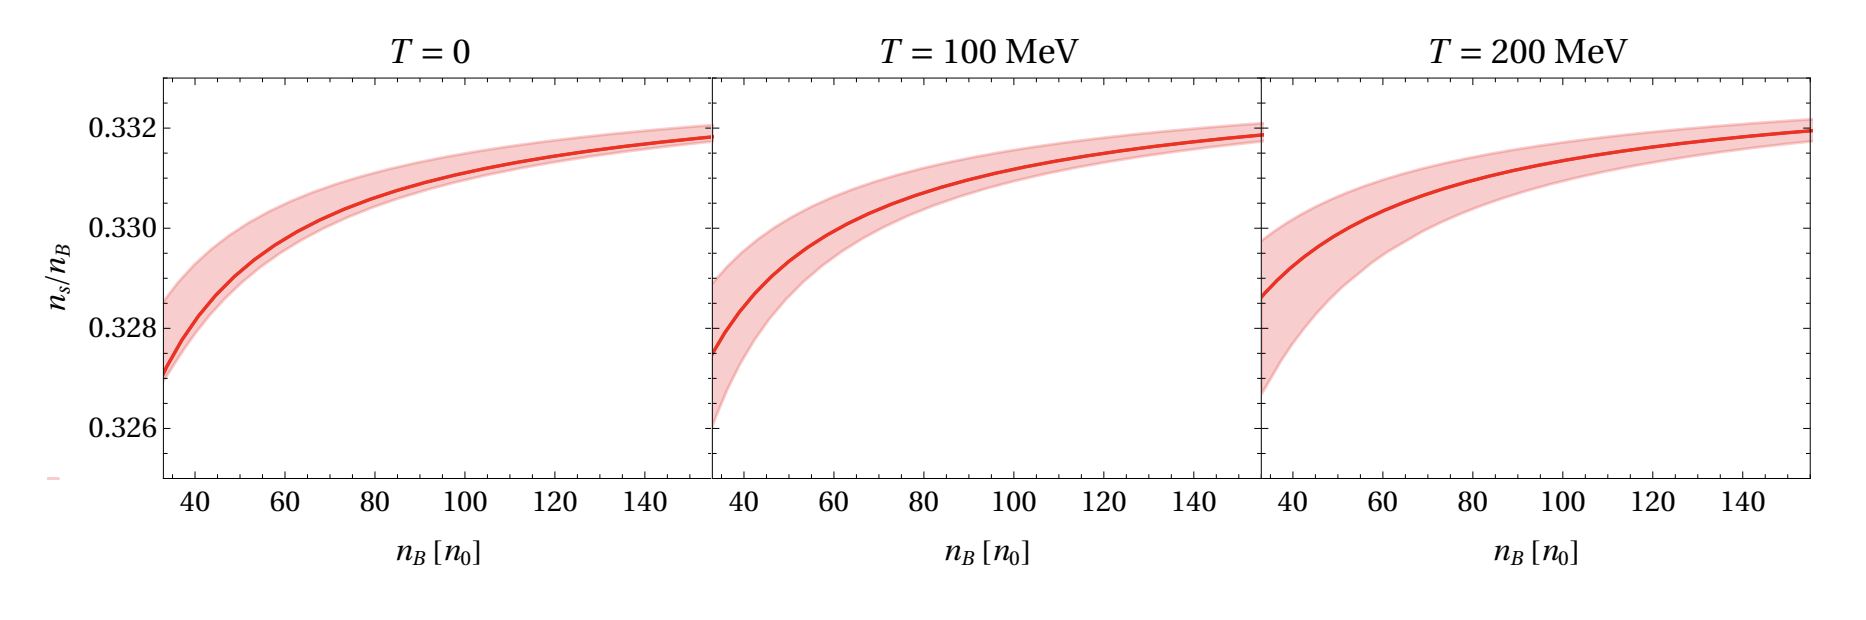 T = 0 T = 100 MeV T = 200 MeV
0.332
0.330
0.328
0.326
n_s/n_B
40 60 80 100 120 140 40 60 80 100 120 140 40 60 80 100 120 140
n_B [n_0] n_B [n_0] n_B [n_0]